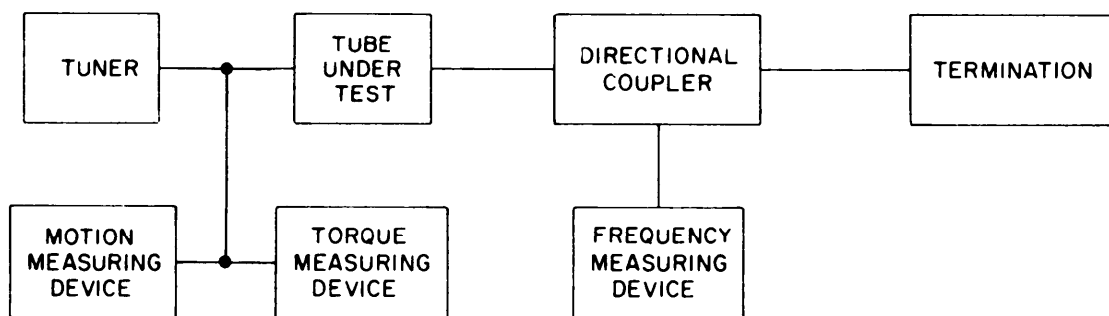 TUNER
TUBE
UNDER
TEST
DIRECTIONAL
COUPLER
TERMINATION
MOTION
MEASURING
DEVICE
TORQUE
MEASURING
DEVICE
FREQUENCY
MEASURING
DEVICE